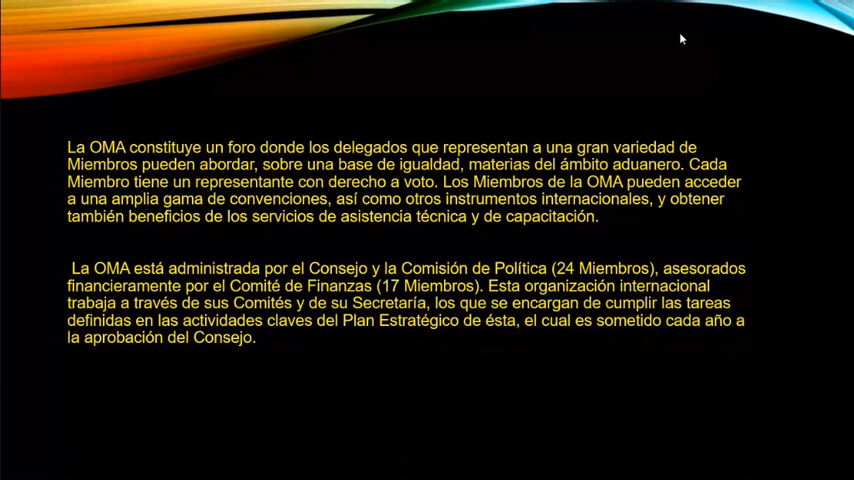 La OMA constituye un foro donde los delegados que representan a una gran variedad de
Miembros pueden abordar, sobre una base de igualdad, materias del ámbito aduanero. Cada
Miembro tiene un representante con derecho a voto. Los Miembros de la OMA pueden acceder
a una amplia gama de convenciones, así como otros instrumentos internacionales, y obtener
también beneficios de los servicios de asistencia técnica y de capacitación.
La OMA está administrada por el Consejo y la Comisión de Política (24 Miembros), asesorados
financieramente por el Comité de Finanzas (17 Miembros). Esta organización internacional
trabaja a través de sus Comités y de su Secretaría, los que se encargan de cumplir las tareas
definidas en las actividades claves del Plan Estratégico de ésta, el cual es sometido cada año a
la aprobación del Consejo.